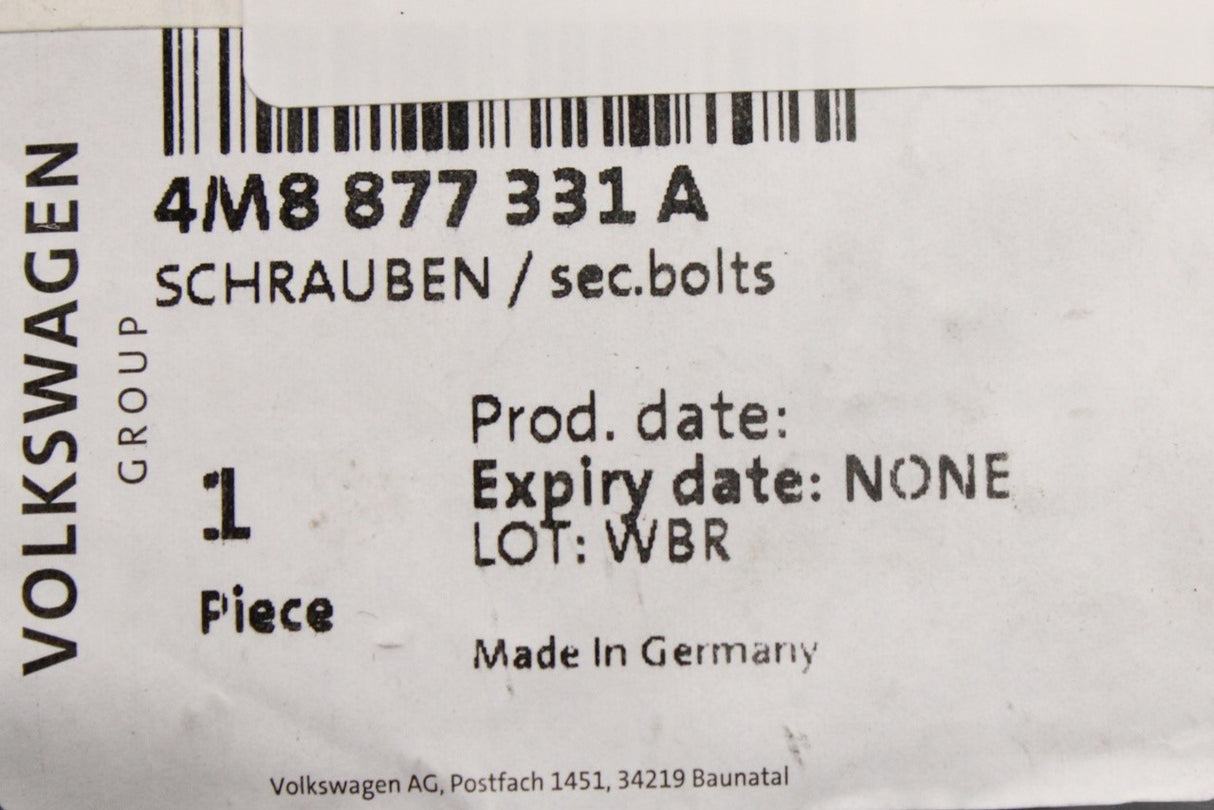 VOLKSWAGEN
GROUP
4M8 877 331 A
SCHRAUBEN / sec.bolts
1
Piece
Prod. date:
Expiry date: NONE
LOT: WBR
Made In Germany
Volkswagen AG, Postfach 1451, 34219 Baunatal